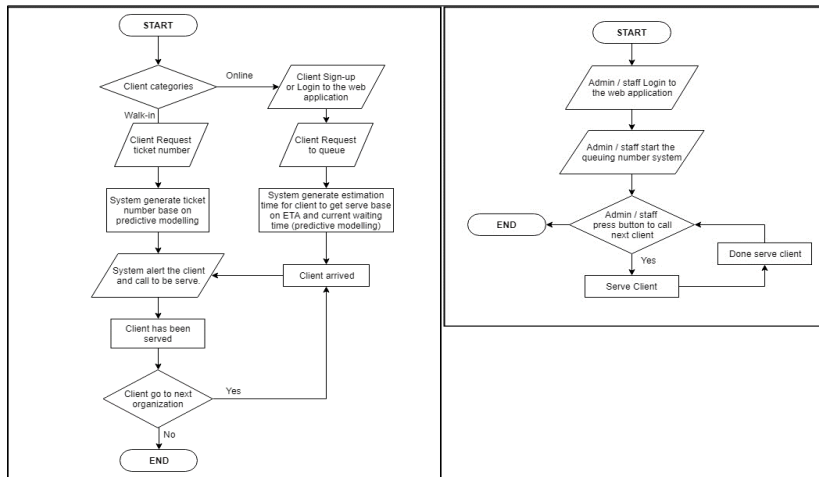 START
Client categories
Online
Walk-in
Client Sign-up
or Login to the web
application
Client Request
ticket number
Client Request
to queue
System generate ticket
number base on
predictive modelling
System generate estimation
time for client to get serve base
on ETA and current waiting
time (predictive modelling)
System alert the client
and call to be serve.
Client arrived
Client has been
served
Client go to next
organization
Yes
No
END
START
Admin / staff Login to
the web application
Admin / staff start the
queuing number system
Admin / staff
press button to call
next client
END
Yes
Done serve client
Serve Client